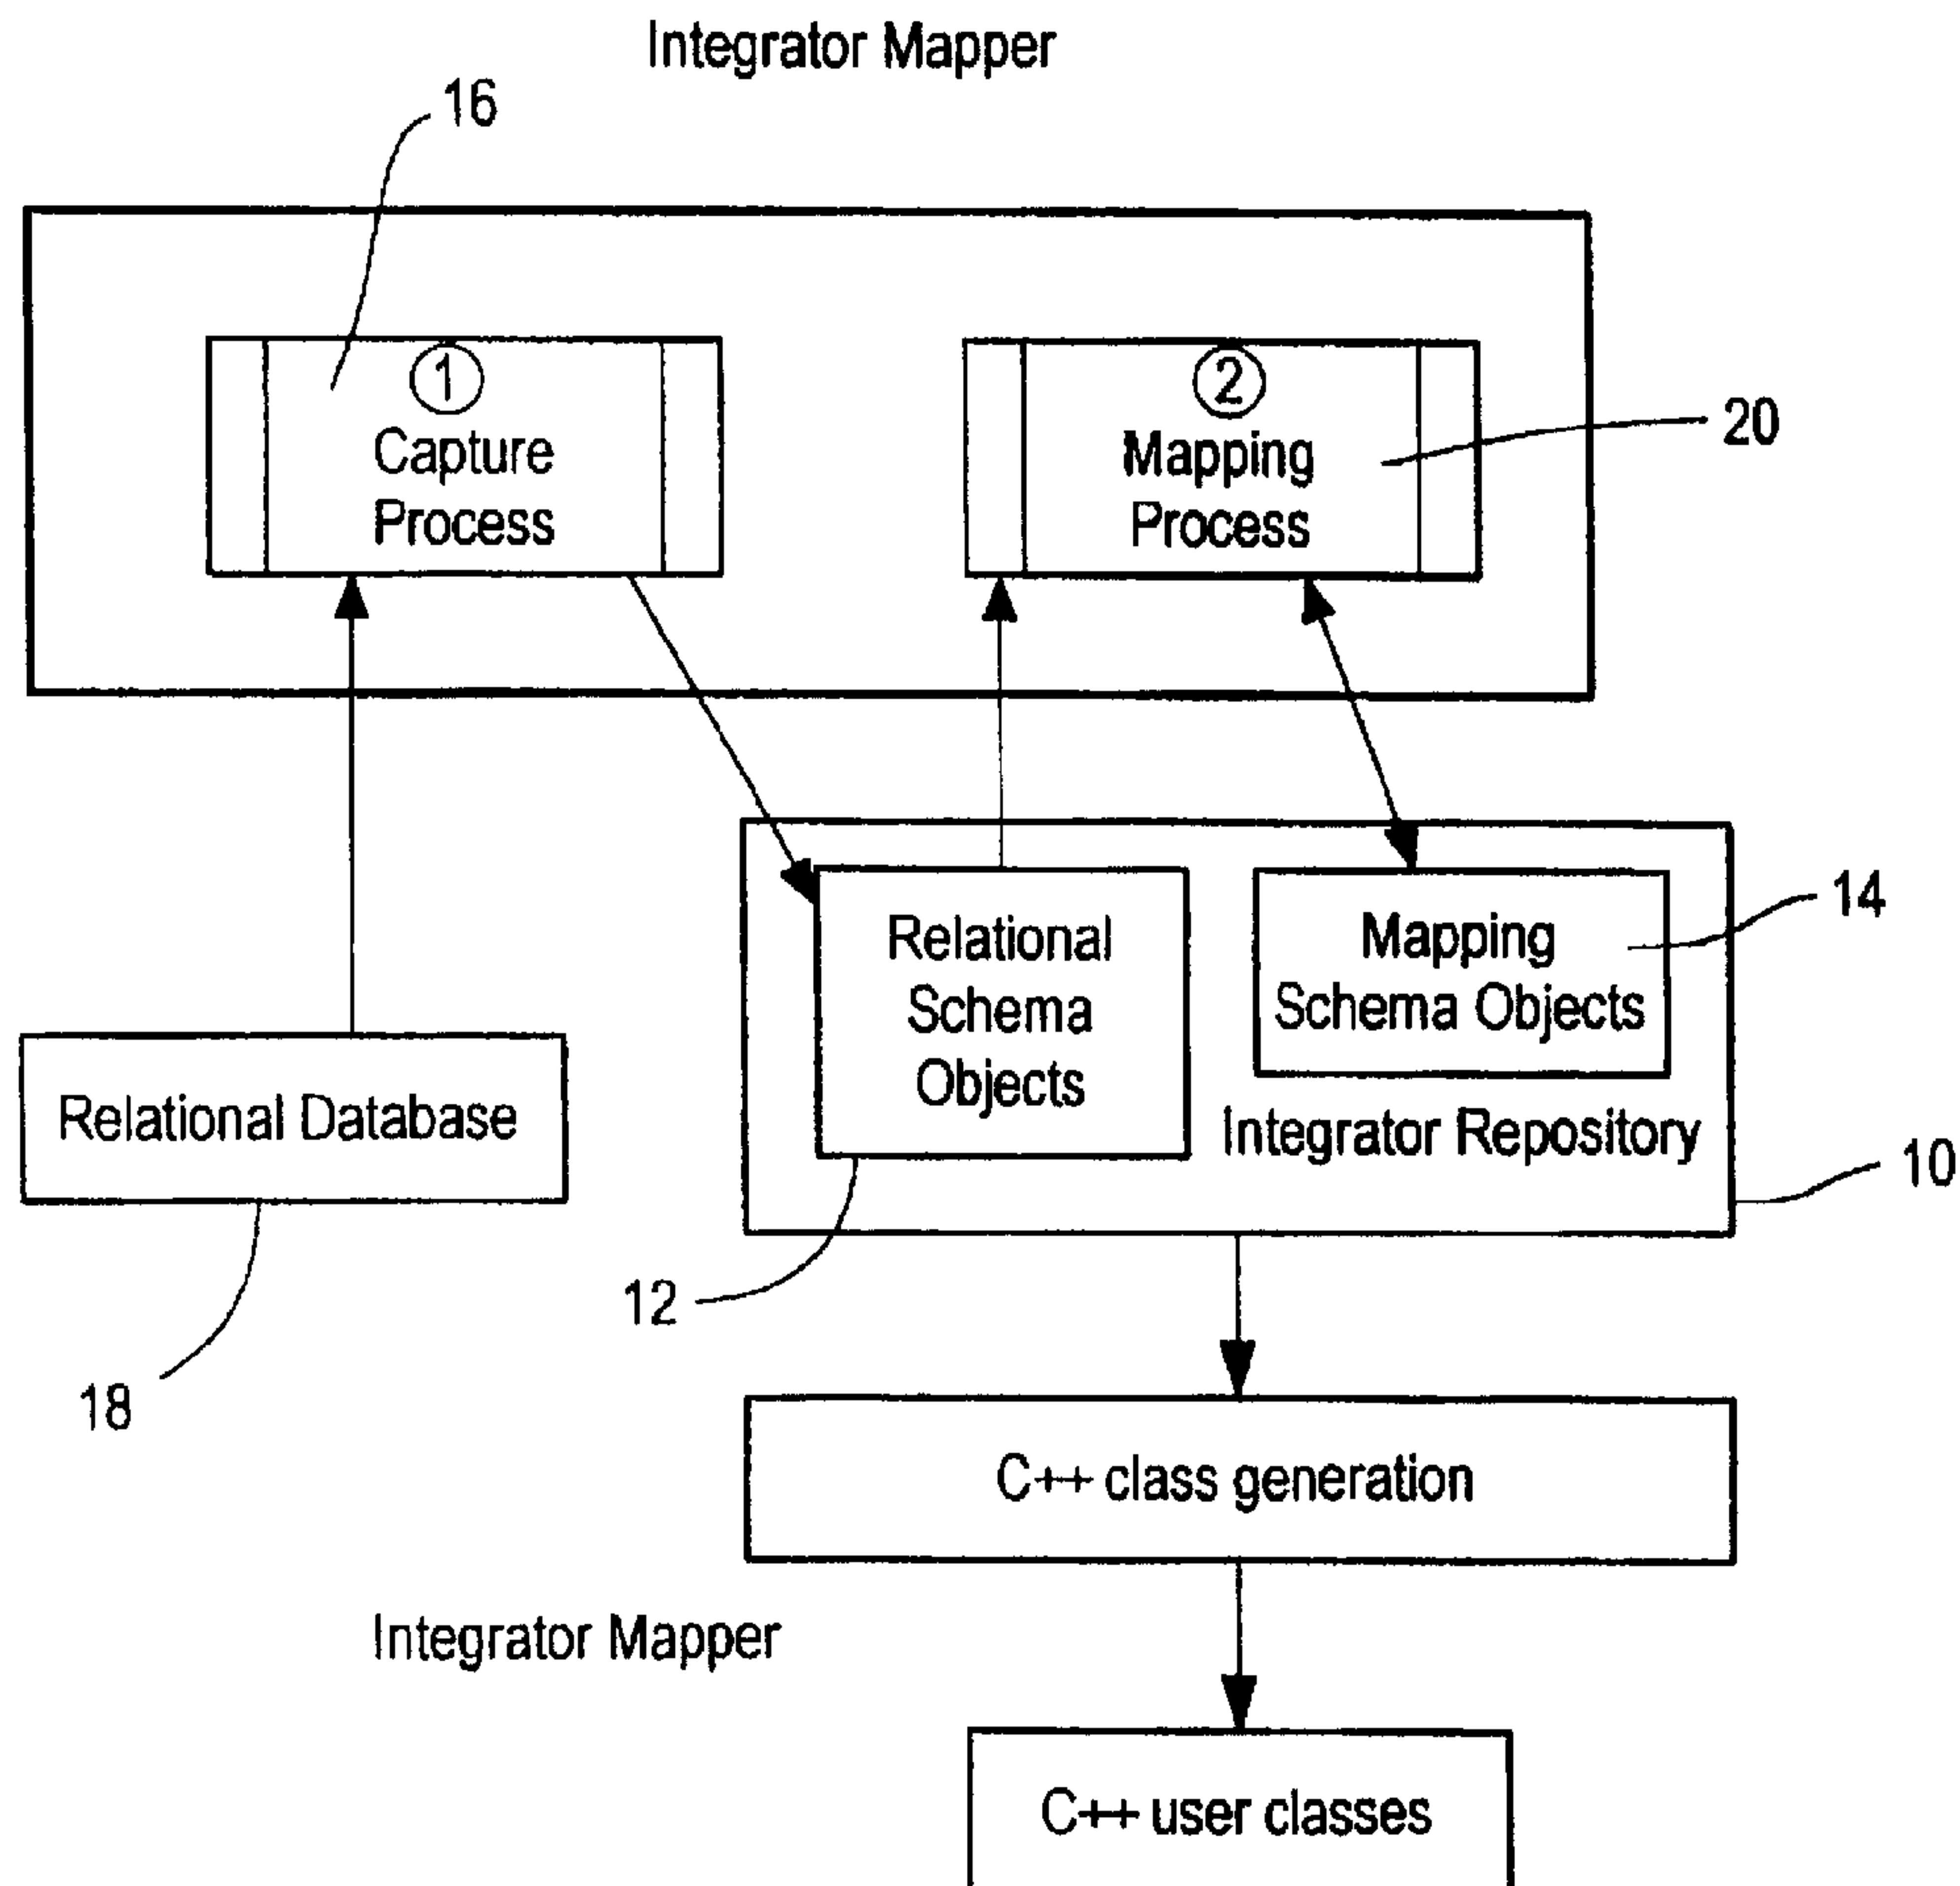 Integrator Mapper
16
1
Capture
Process
2
Mapping
Process
20
Relational
Schema
Objects
Mapping
Schema Objects
14
Relational Database
Integrator Repository
10
12
18
C++ class generation
Integrator Mapper
C++ user classes